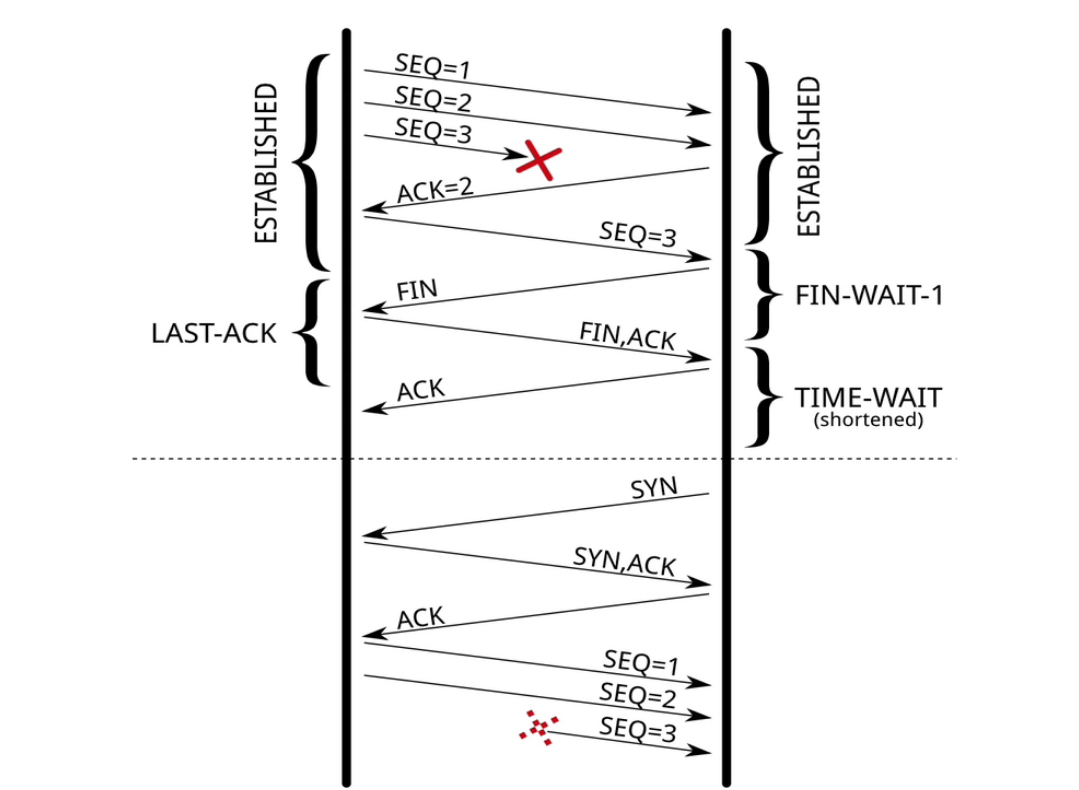 SEQ=1
SEQ=2
SEQ=3
ESTABLISHED
ESTABLISHED
ACK=2
SEQ=3
FIN
FIN-WAIT-1
LAST-ACK
FIN,ACK
ACK
TIME-WAIT
(shortened)
SYN
SYN,ACK
ACK
SEQ=1
SEQ=2
SEQ=3